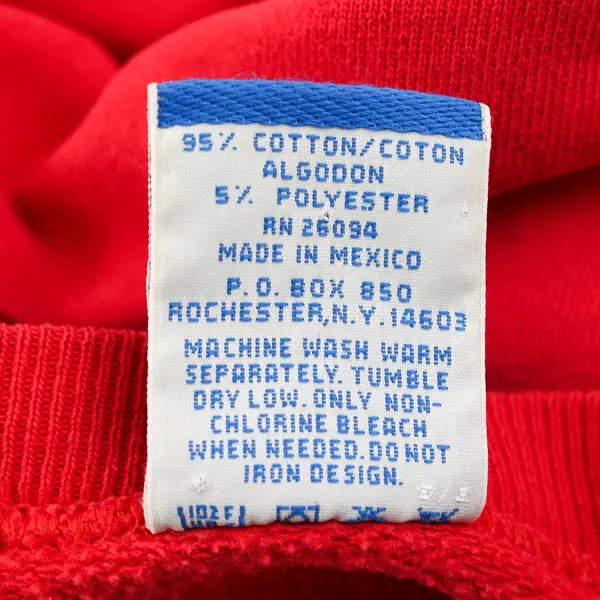 95% COTTON/COTON
ALGODON
5% POLYESTER
RN 26094
MADE IN MEXICO
P.O. BOX 850
ROCHESTER,N.Y.14603
MACHINE WASH WARM
SEPARATELY. TUMBLE
DRY LOW. ONLY NON-
CHLORINE BLEACH
WHEN NEEDED.DO NOT
IRON DESIGN.